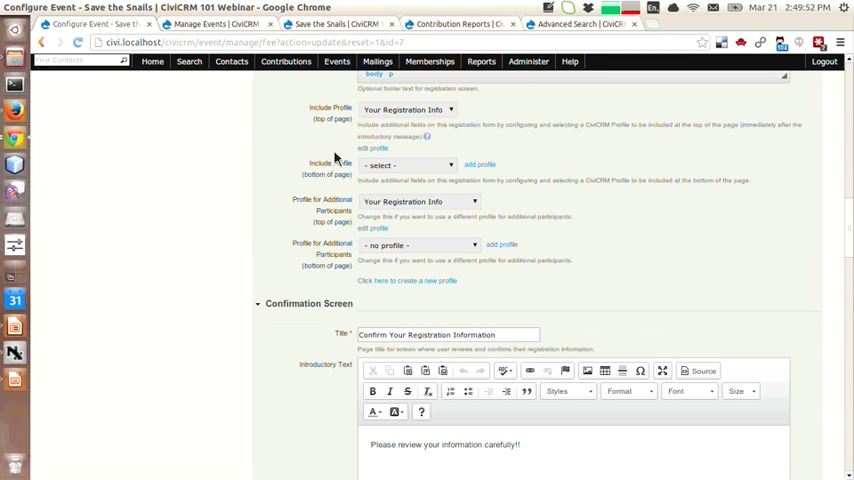 Configure Event - Save the Snails | CiviCRM 101 Webinar - Google Chrome
En
Mar 21 2:49:52 PM
Configure Event - Save the
Manage Events | CiviCRM
Save the Snails | CiviCRM 1
Contribution Reports | Civ
Advanced Search | CiviCRM
civi.localhost/civicrm/event/manage/fee?action=update&reset=1&id=7
Find Contacts
Home Search Contacts Contributions Events Mailings Memberships Reports Administer Help Logout
body p
Optional footer text for registration screen.
Include Profile
(top of page)
Your Registration Info
Include additional fields on this registration form by configuring and selecting a CiviCRM Profile to be included at the top of the page (immediately after the
introductory message)
edit profile
Include Profile
(bottom of page)
- select -
add profile
Include additional fields on this registration form by configuring and selecting a CiviCRM Profile to be included at the bottom of the page.
Profile for Additional
Participants
(top of page)
Your Registration Info
Change this if you want to use a different profile for additional participants.
edit profile
Profile for Additional
Participants
(bottom of page)
- no profile -
add profile
Change this if you want to use a different profile for additional participants.
Click here to create a new profile
Confirmation Screen
Title *
Confirm Your Registration Information
Page title for screen where user reviews and confirms their registration information.
Introductory Text
Source
B I S Styles Format Font Size
A A ?
Please review your information carefully!!
31